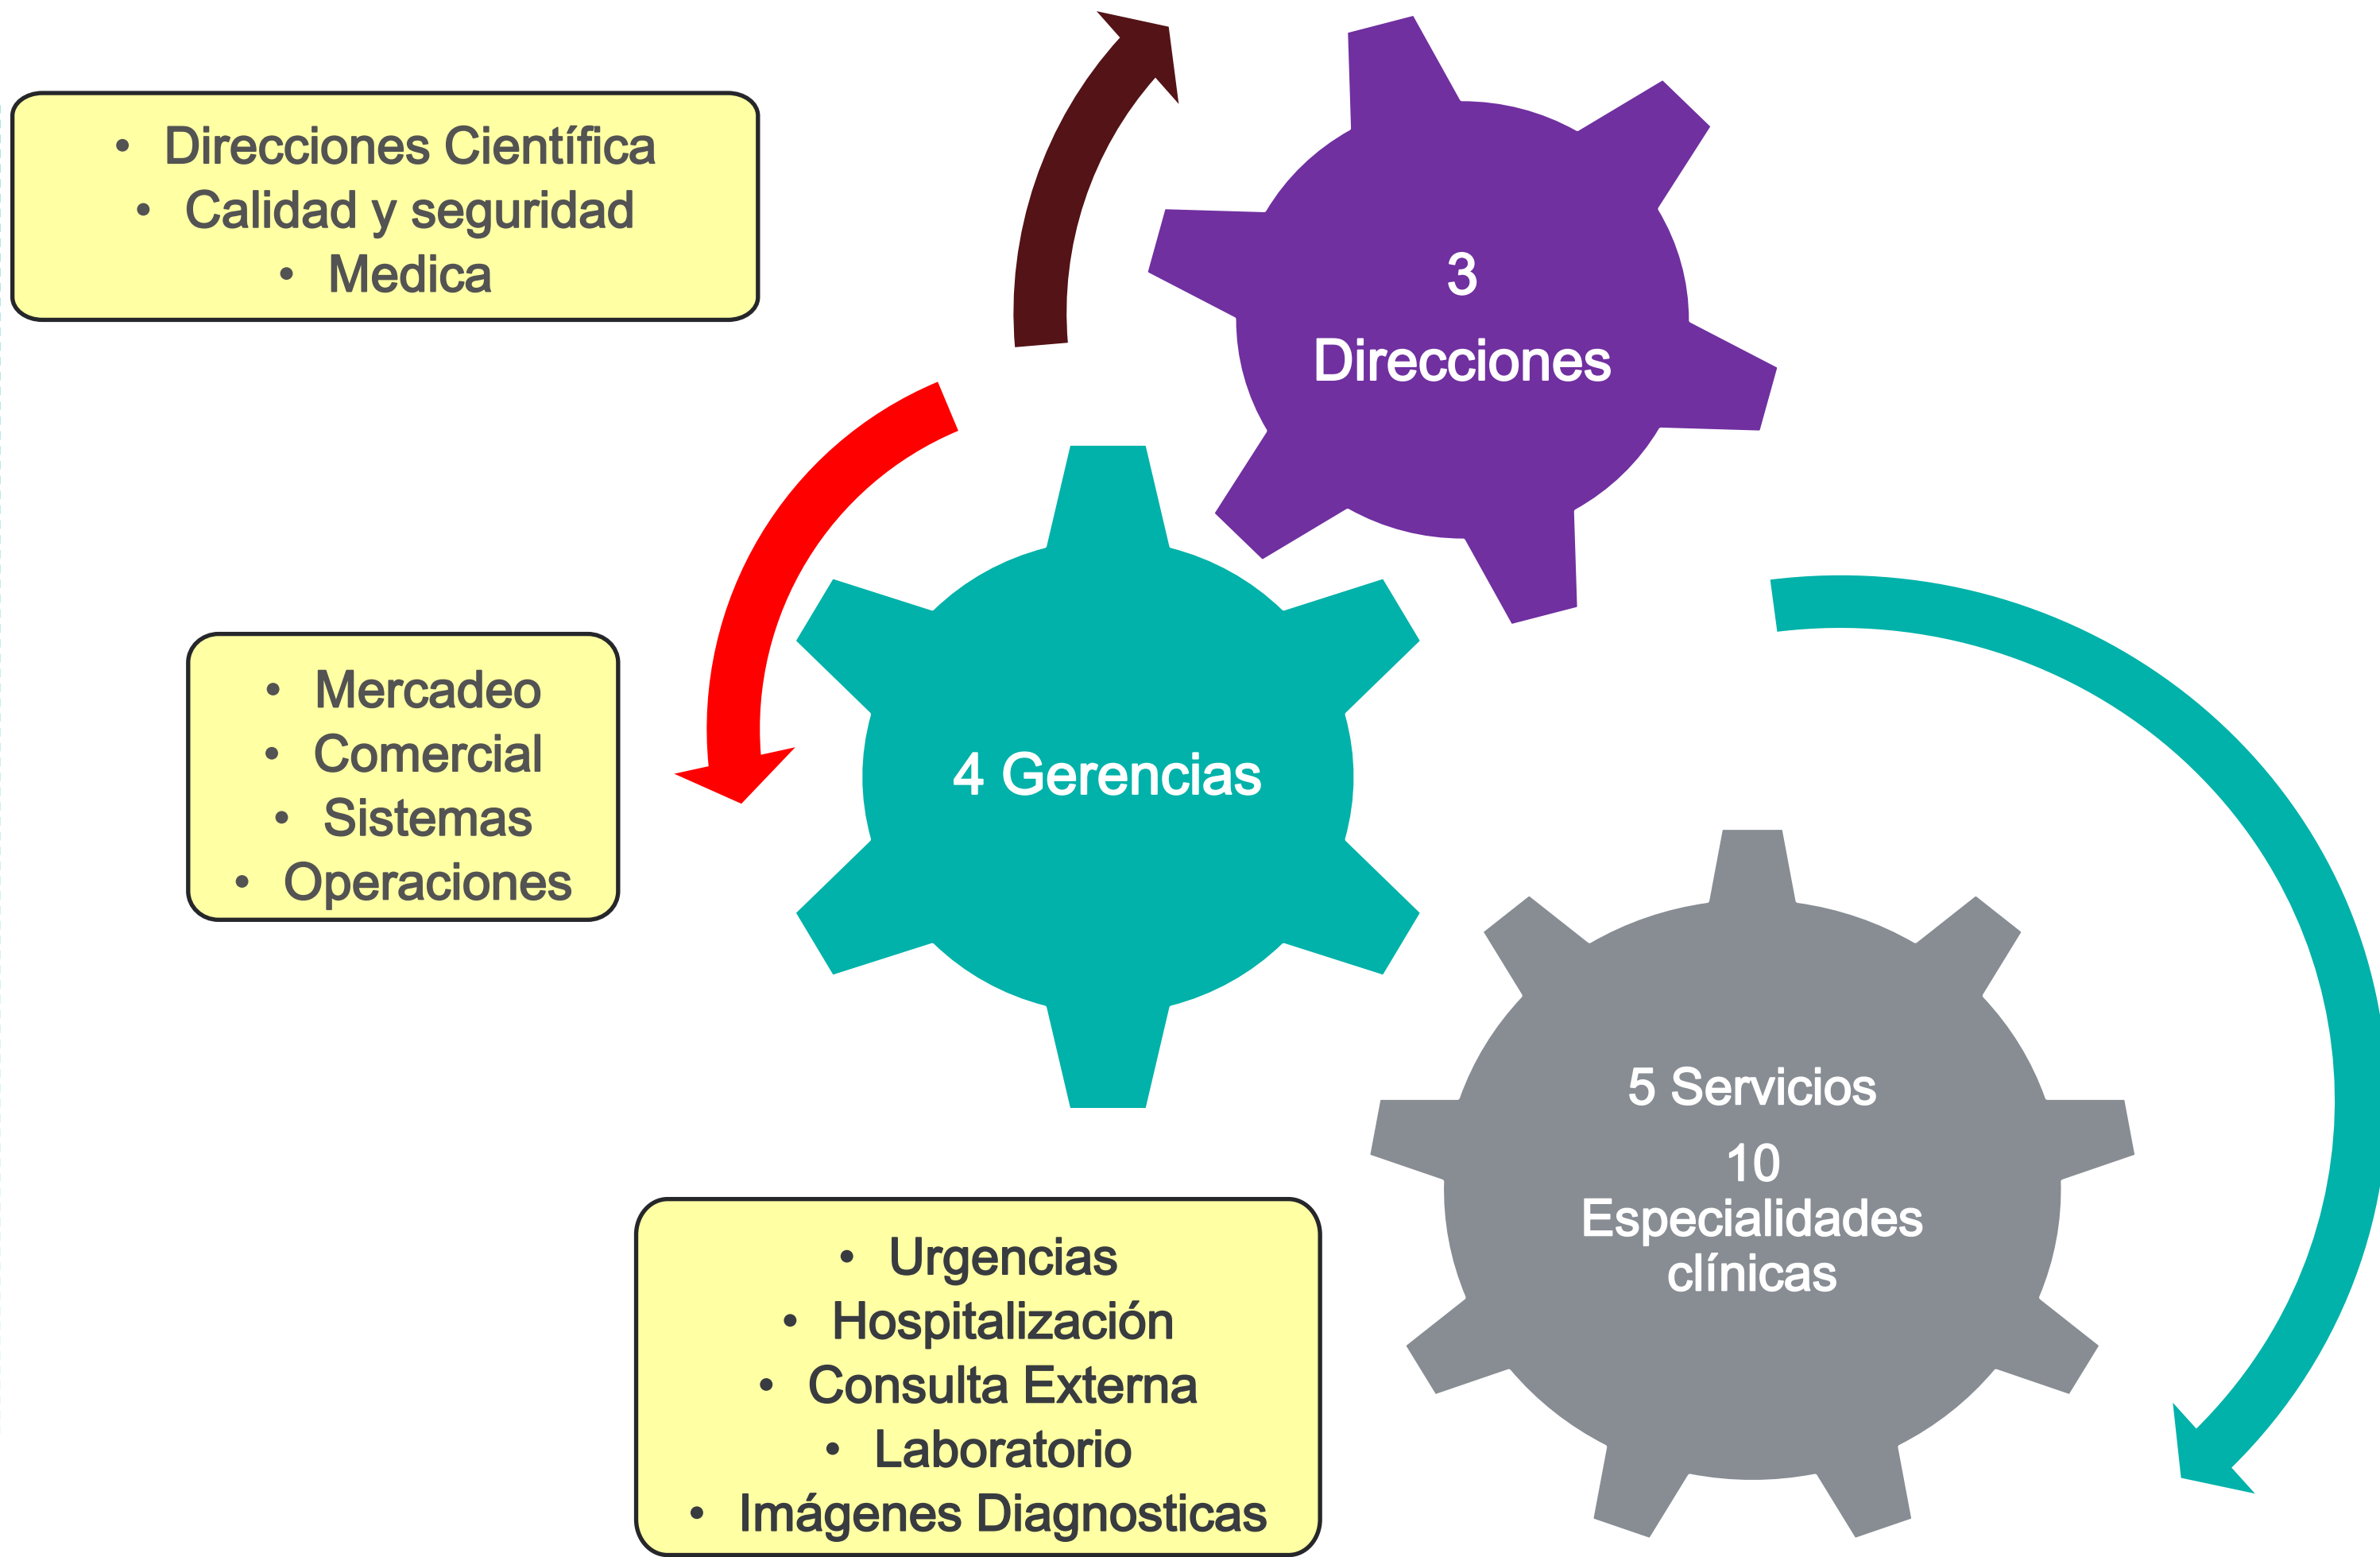 • Direcciones Científica
• Calidad y seguridad
• Medica
3
Direcciones
• Mercadeo
• Comercial
• Sistemas
• Operaciones
4 Gerencias
5 Servicios
10
Especialidades
clínicas
• Urgencias
• Hospitalización
• Consulta Externa
• Laboratorio
• Imágenes Diagnosticas